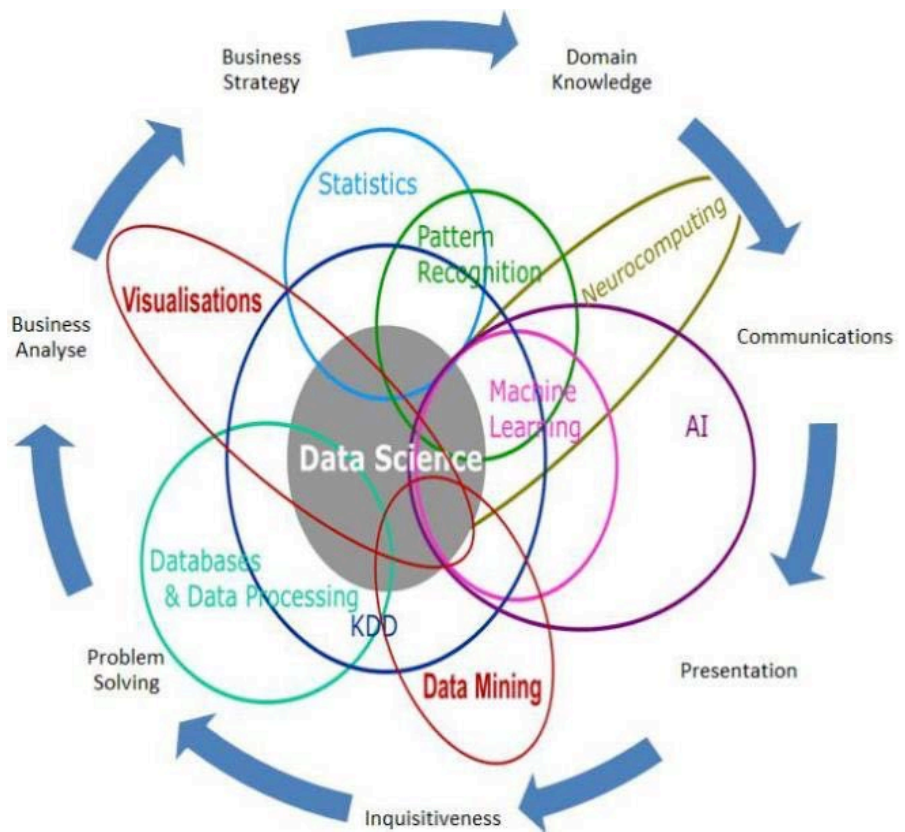 Business
Strategy
Domain
Knowledge
Statistics
Pattern
Recognition
Neurocomputing
Visualisations
Business
Analyse
Communications
Machine
Learning
AI
Data Science
Databases
& Data Processing
KDD
Problem
Solving
Data Mining
Presentation
Inquisitiveness